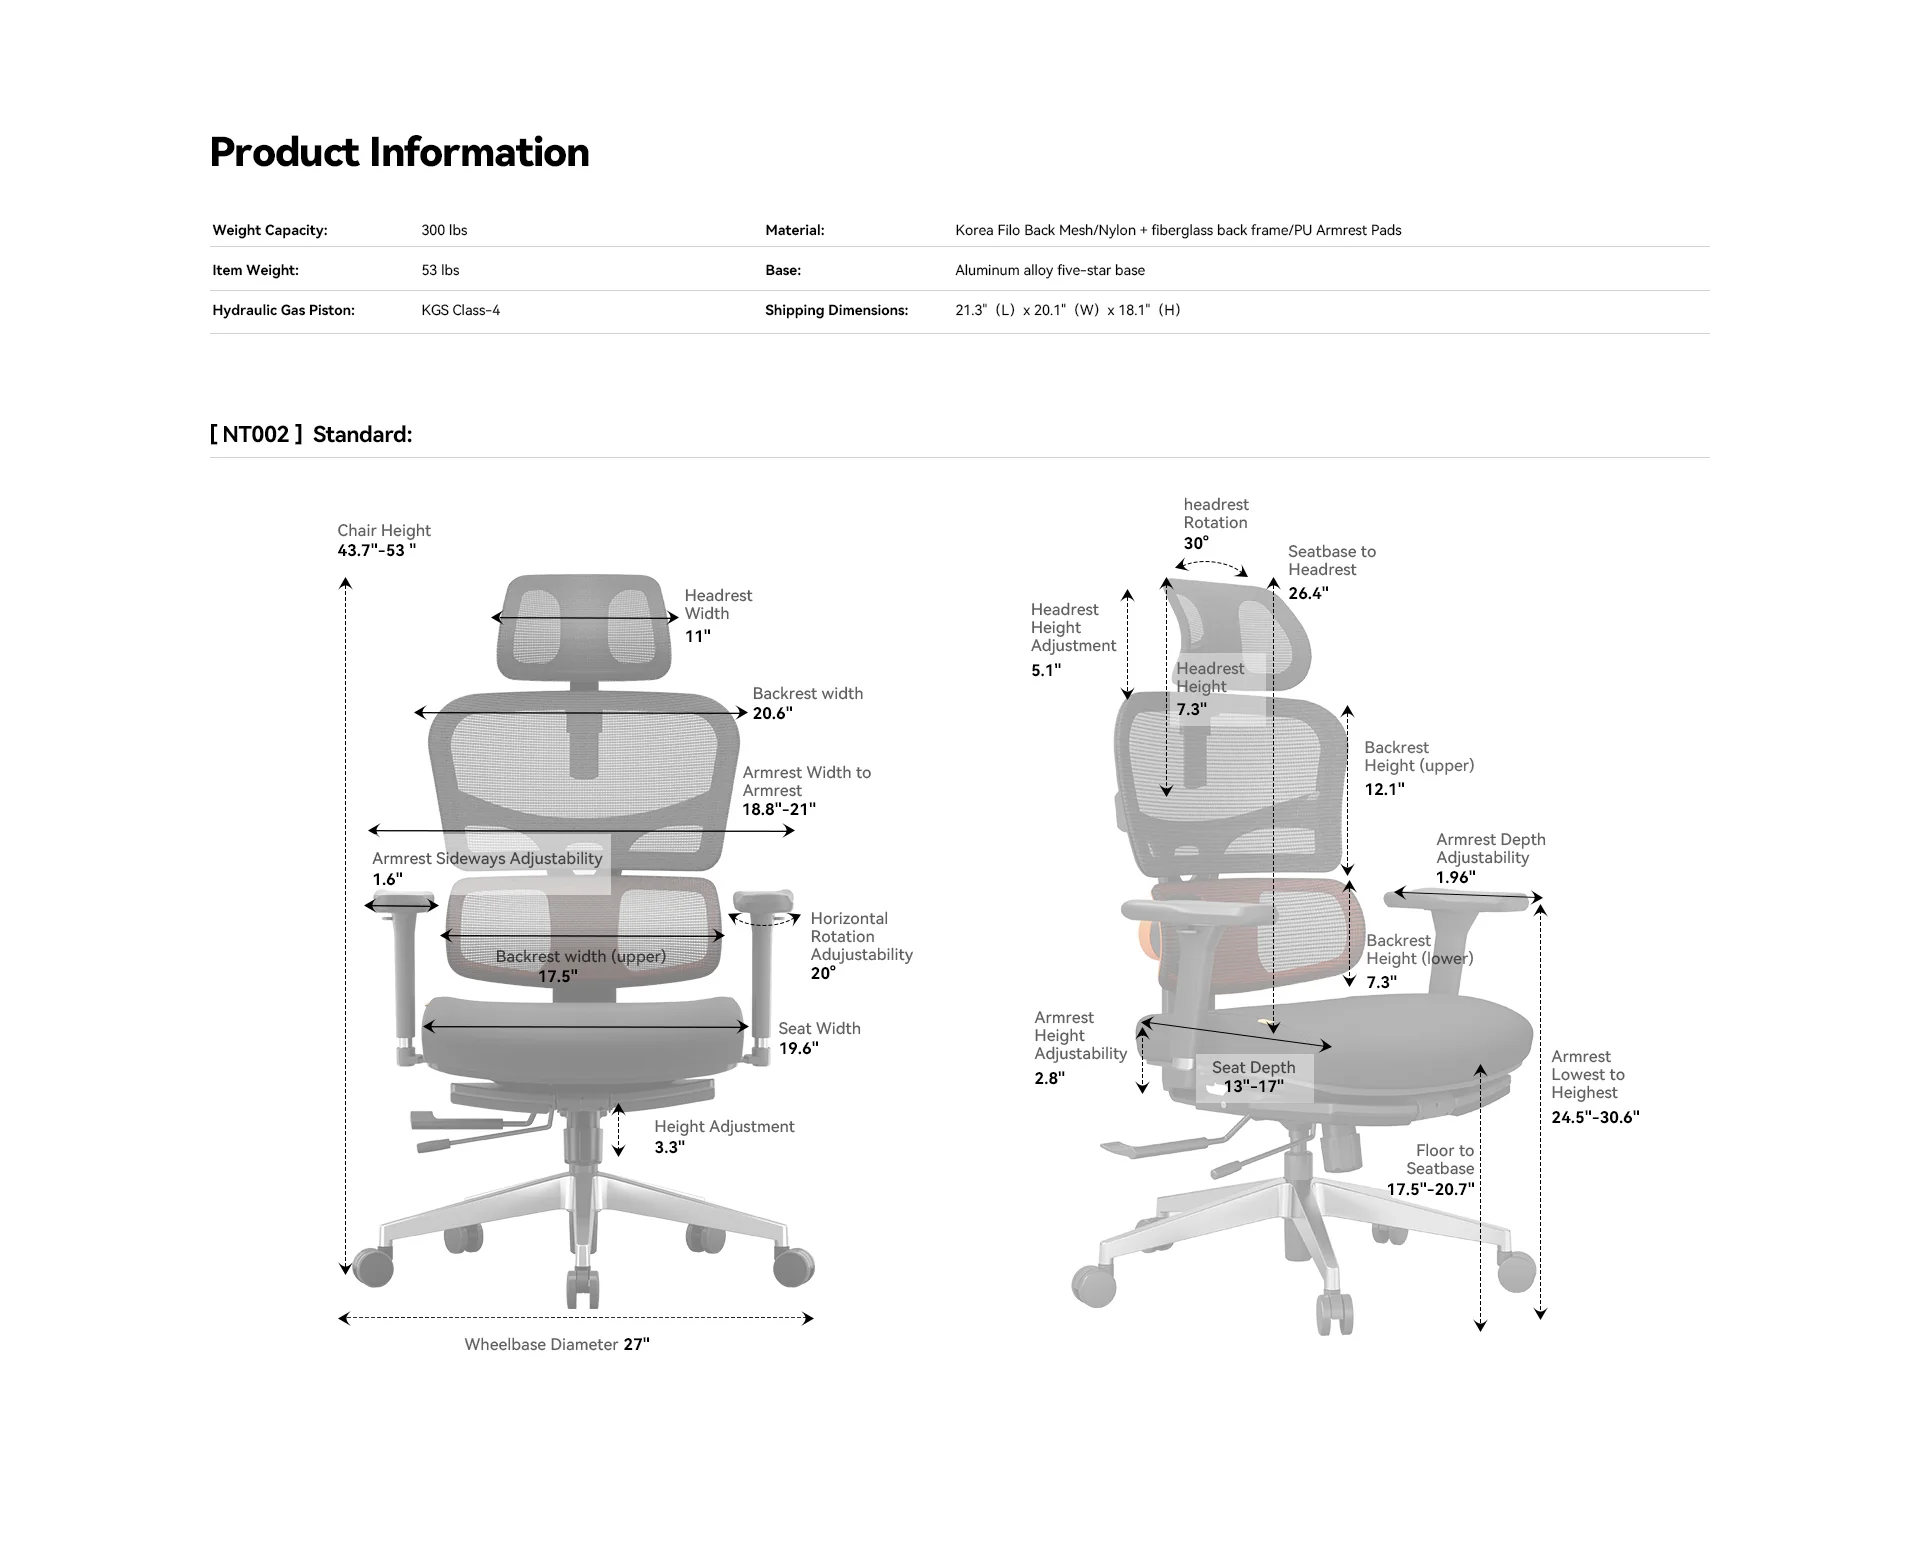 Product Information
Weight Capacity: 300 lbs Material: Korea Filo Back Mesh/Nylon + fiberglass back frame/PU Armrest Pads
Item Weight: 53 lbs Base: Aluminum alloy five-star base
Hydraulic Gas Piston: KGS Class-4 Shipping Dimensions: 21.3" (L) x 20.1" (W) x 18.1" (H)
[ NT002 ] Standard:
Chair Height
43.7"-53 "
Headrest
Width
11"
Backrest width
20.6"
Armrest Width to
Armrest
18.8"-21"
Armrest Sideways Adjustability
1.6"
Horizontal
Rotation
Adujustability
20°
Backrest width (upper)
17.5"
Seat Width
19.6"
Height Adjustment
3.3"
Wheelbase Diameter 27"
headrest
Rotation
30°
Seatbase to
Headrest
26.4"
Headrest
Height
Adjustment
5.1"
Headrest
Height
7.3"
Backrest
Height (upper)
12.1"
Armrest Depth
Adjustability
1.96"
Backrest
Height (lower)
7.3"
Armrest
Height
Adjustability
2.8"
Seat Depth
13"-17"
Armrest
Lowest to
Heighest
24.5"-30.6"
Floor to
Seatbase
17.5"-20.7"